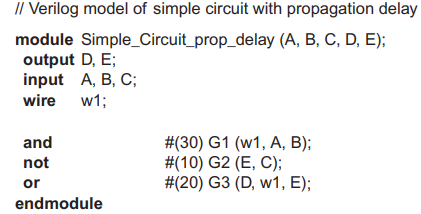 // Verilog model of simple circuit with propagation delay
module Simple_Circuit_prop_delay (A, B, C, D, E);
output D, E;
input A, B, C;
wire w1;
and #(30) G1 (w1, A, B);
not #(10) G2 (E, C);
or #(20) G3 (D, w1, E);
endmodule